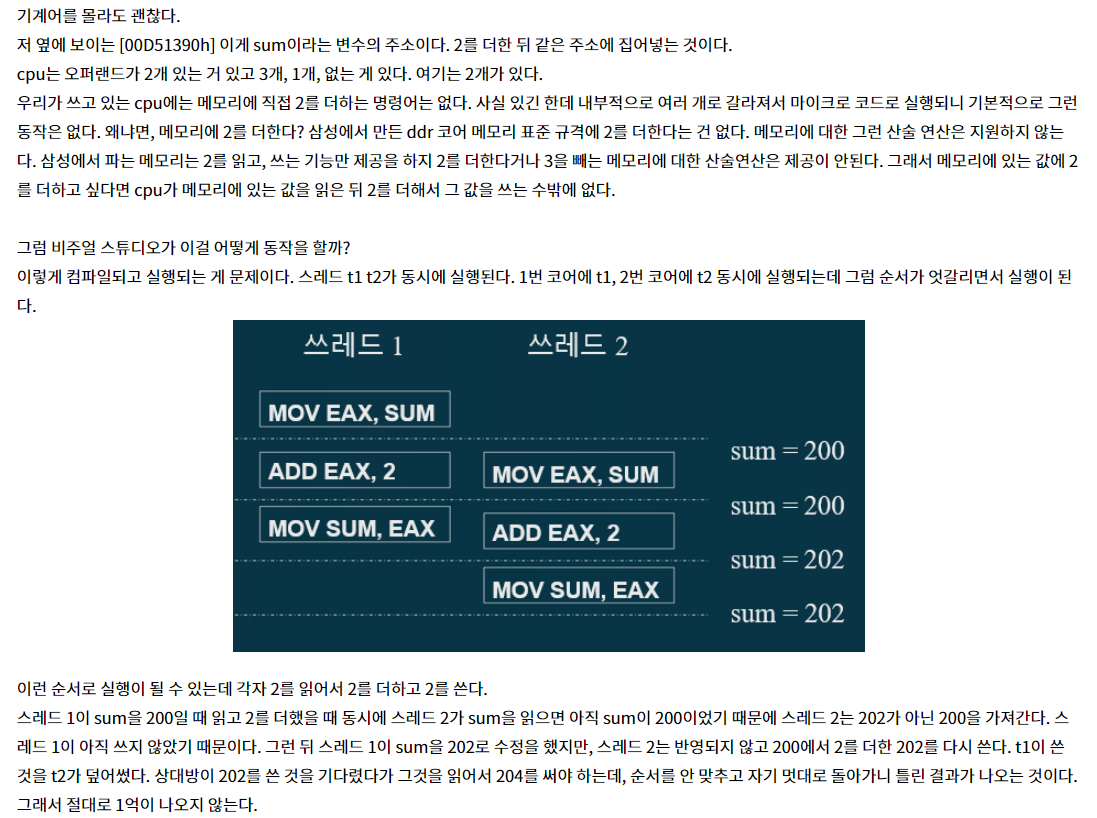 기계어를 몰라도 괜찮다.
저 옆에 보이는 [00D51390h] 이게 sum이라는 변수의 주소이다. 2를 더한 뒤 같은 주소에 집어넣는 것이다.
cpu는 오퍼랜드가 2개 있는 거 있고 3개, 1개, 없는 게 있다. 여기는 2개가 있다.
우리가 쓰고 있는 cpu에는 메모리에 직접 2를 더하는 명령어는 없다. 사실 있긴 한데 내부적으로 여러 개로 갈라져서 마이크로 코드로 실행되니 기본적으로 그런
동작은 없다. 왜냐면, 메모리에 2를 더한다? 삼성에서 만든 ddr 코어 메모리 표준 규격에 2를 더한다는 건 없다. 메모리에 대한 그런 산술 연산은 지원하지 않는
다. 삼성에서 파는 메모리는 2를 읽고, 쓰는 기능만 제공을 하지 2를 더한다거나 3을 빼는 메모리에 대한 산술연산은 제공이 안된다. 그래서 메모리에 있는 값에 2
를 더하고 싶다면 cpu가 메모리에 있는 값을 읽은 뒤 2를 더해서 그 값을 쓰는 수밖에 없다.
그럼 비주얼 스튜디오가 이걸 어떻게 동작을 할까?
이렇게 컴파일되고 실행되는 게 문제이다. 스레드 t1 t2가 동시에 실행된다. 1번 코어에 t1, 2번 코어에 t2 동시에 실행되는데 그럼 순서가 엇갈리면서 실행이 된
다.
쓰레드 1 쓰레드 2
MOV EAX, SUM
sum = 200
ADD EAX, 2 MOV EAX, SUM
sum = 200
MOV SUM, EAX ADD EAX, 2
sum = 202
MOV SUM, EAX
sum = 202
이런 순서로 실행이 될 수 있는데 각자 2를 읽어서 2를 더하고 2를 쓴다.
스레드 1이 sum을 200일 때 읽고 2를 더했을 때 동시에 스레드 2가 sum을 읽으면 아직 sum이 200이었기 때문에 스레드 2는 202가 아닌 200을 가져간다. 스
레드 1이 아직 쓰지 않았기 때문이다. 그런 뒤 스레드 1이 sum을 202로 수정을 했지만, 스레드 2는 반영되지 않고 200에서 2를 더한 202를 다시 쓴다. t1이 쓴
것을 t2가 덮어썼다. 상대방이 202를 쓴 것을 기다렸다가 그것을 읽어서 204를 써야 하는데, 순서를 안 맞추고 자기 멋대로 돌아가니 틀린 결과가 나오는 것이다.
그래서 절대로 1억이 나오지 않는다.